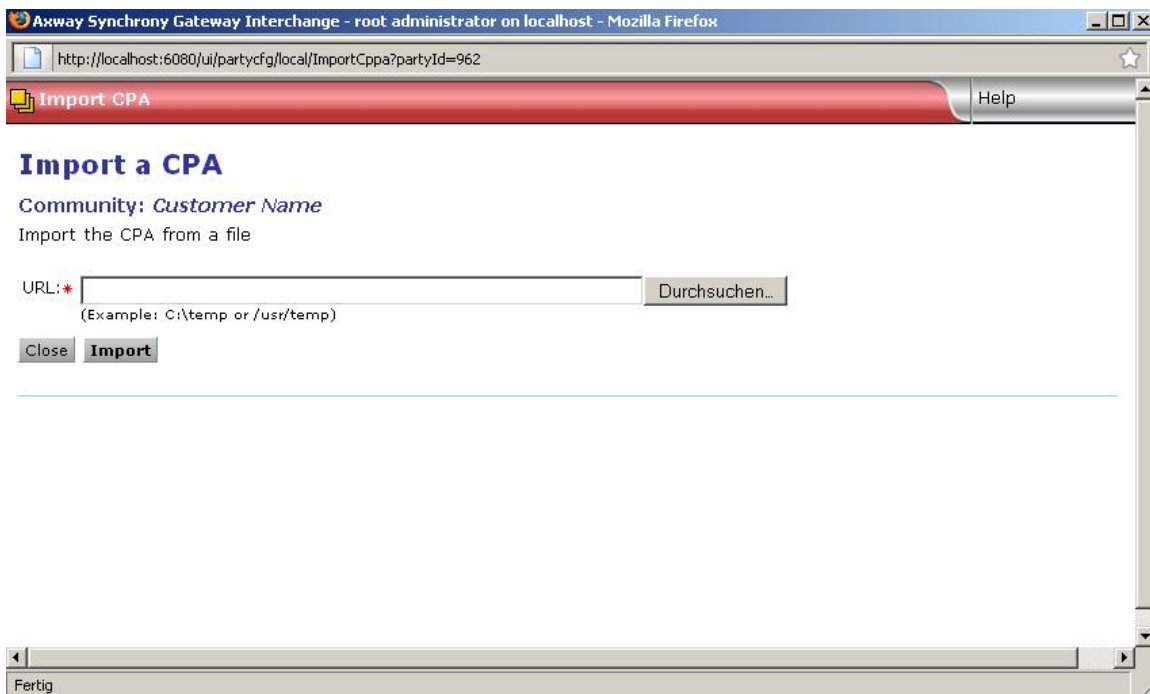 Axway Synchrony Gateway Interchange - root administrator on localhost - Mozilla Firefox
http://localhost:6080/ui/partycfg/local/ImportCppa?partyId=962
Import CPA
Help
Import a CPA
Community: Customer Name
Import the CPA from a file
URL:* Durchsuchen...
(Example: C:\temp or /usr/temp)
Close Import
Fertig